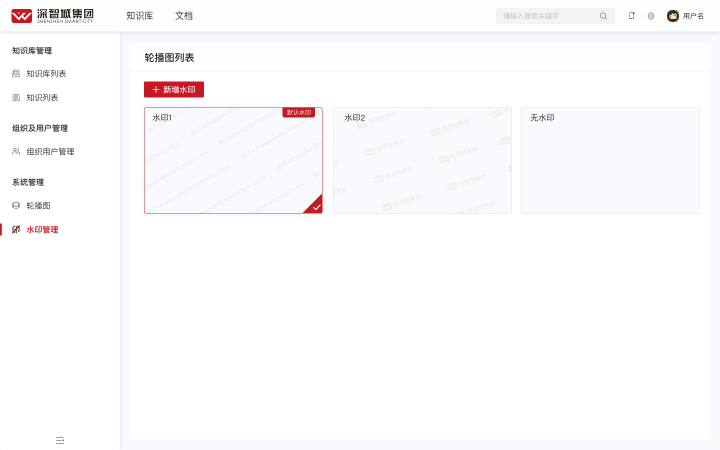 深智城集团
SHENZHEN SMART CITY
知识库
文档
请输入搜索关键字
用户名
知识库管理
知识库列表
知识列表
组织及用户管理
组织用户管理
系统管理
轮播图
水印管理
轮播图列表
新增水印
水印1
默认水印
水印2
无水印